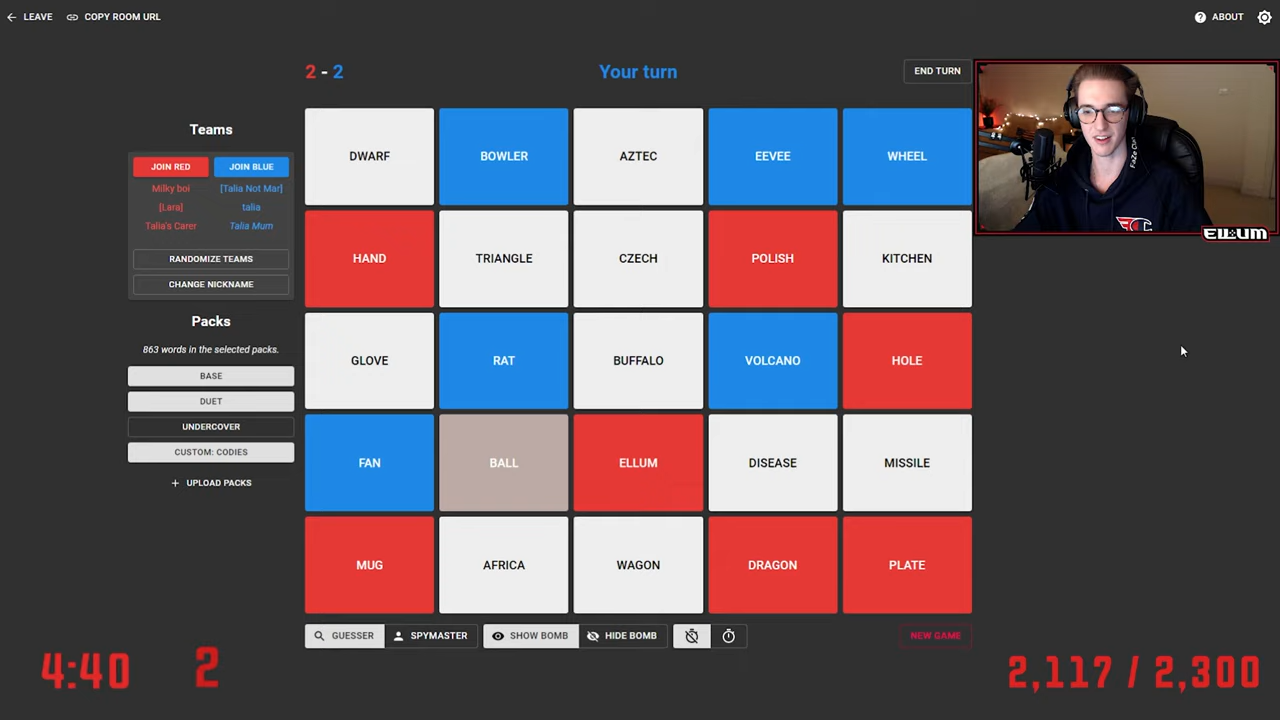 LEAVE COPY ROOM URL
ABOUT
2 - 2 Your turn END TURN
Teams
JOIN RED JOIN BLUE
Milky boi [Talia Not Mar]
[Lara] talia
Talia's Carer Talia Mum
RANDOMIZE TEAMS
CHANGE NICKNAME
Packs
863 words in the selected packs.
BASE
DUET
UNDERCOVER
CUSTOM: CODIES
+ UPLOAD PACKS
DWARF BOWLER AZTEC EEVEE WHEEL
HAND TRIANGLE CZECH POLISH KITCHEN
GLOVE RAT BUFFALO VOLCANO HOLE
FAN BALL ELLUM DISEASE MISSILE
MUG AFRICA WAGON DRAGON PLATE
GUESSER SPYMASTER SHOW BOMB HIDE BOMB NEW GAME
FaZe Clan
ELLUM
4:40 2 2,117 / 2,300